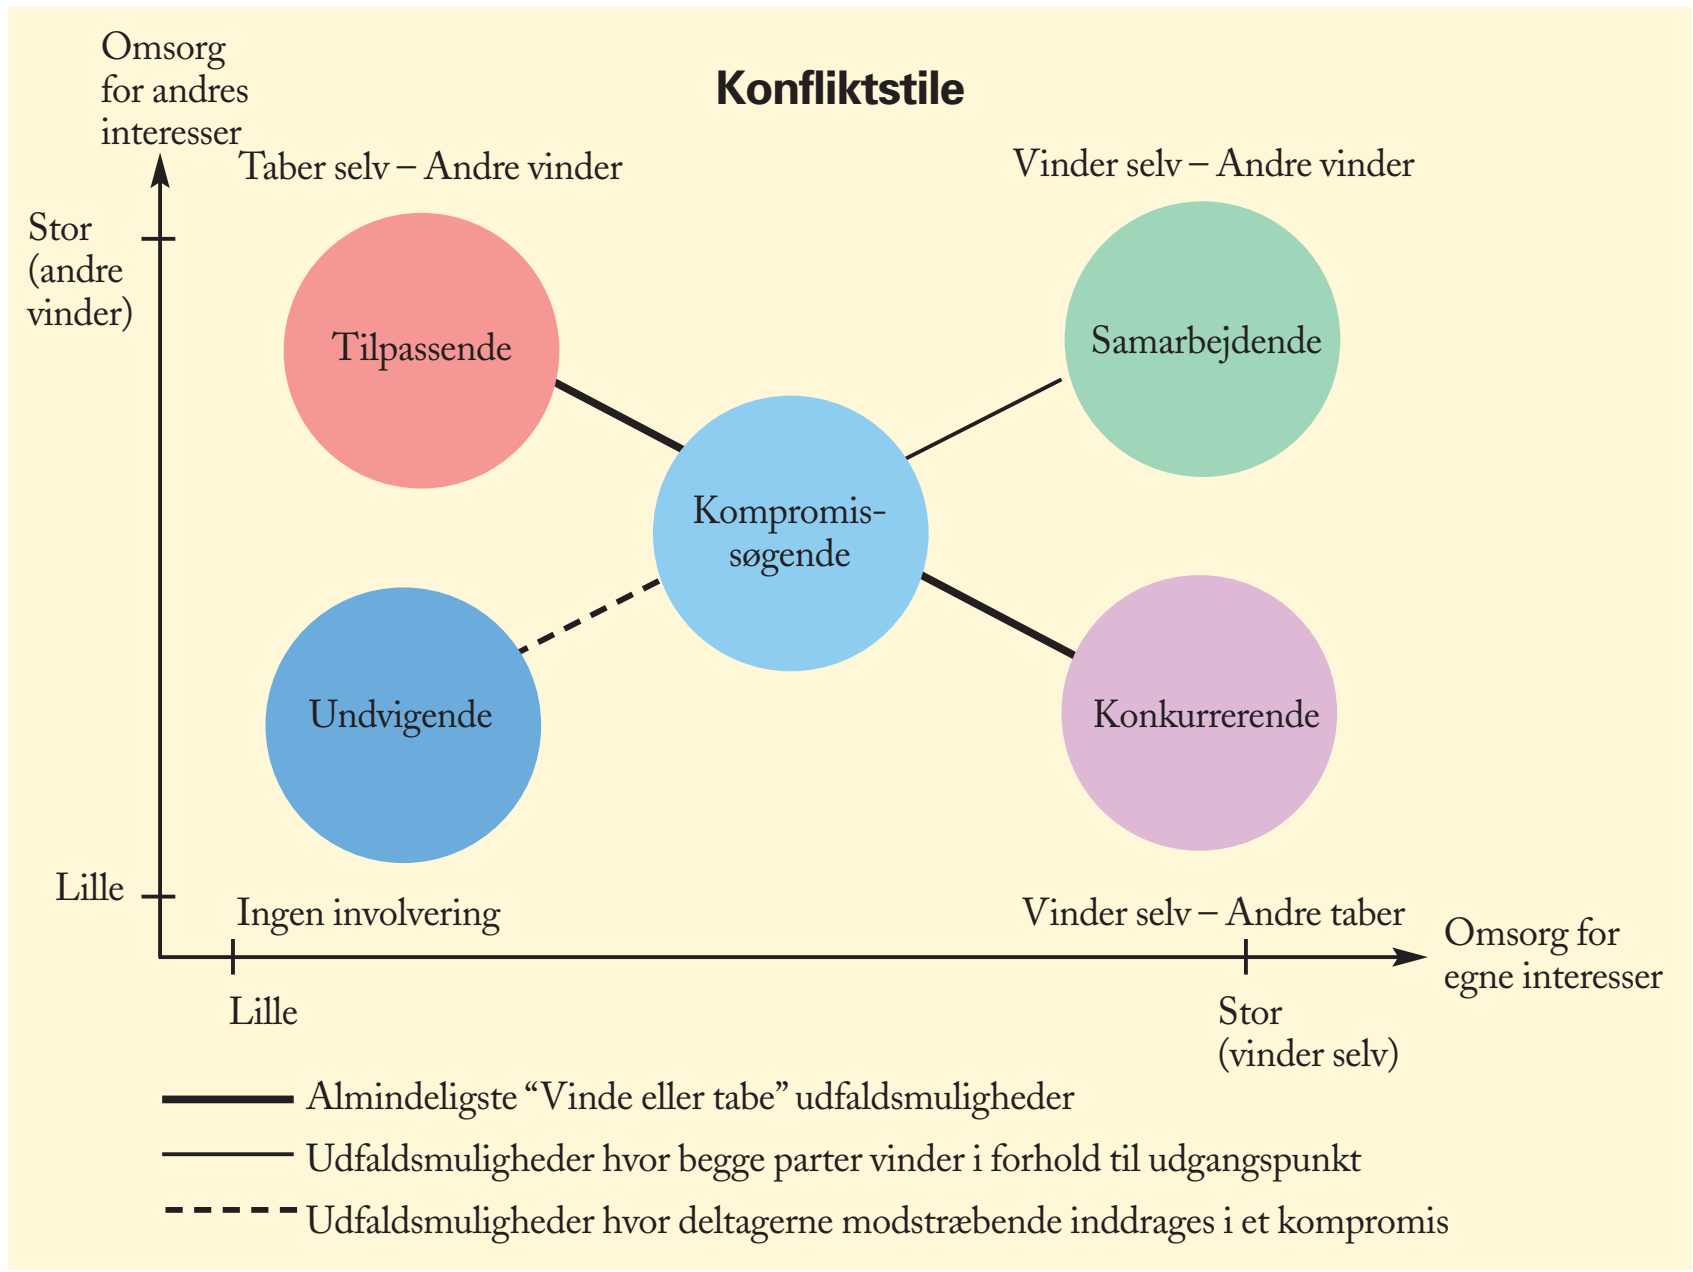 Omsorg
for andres
interesser
Konfliktstile
Taber selv – Andre vinder
Vinder selv – Andre vinder
Stor
(andre
vinder)
Tilpassende
Samarbejdende
Kompromis-
søgende
Undvigende
Konkurrerende
Lille
Ingen involvering
Vinder selv – Andre taber
Omsorg for
egne interesser
Lille
Stor
(vinder selv)
Almindeligste “Vinde eller tabe” udfaldsmuligheder
Udfaldsmuligheder hvor begge parter vinder i forhold til udgangspunkt
Udfaldsmuligheder hvor deltagerne modstræbende inddrages i et kompromis